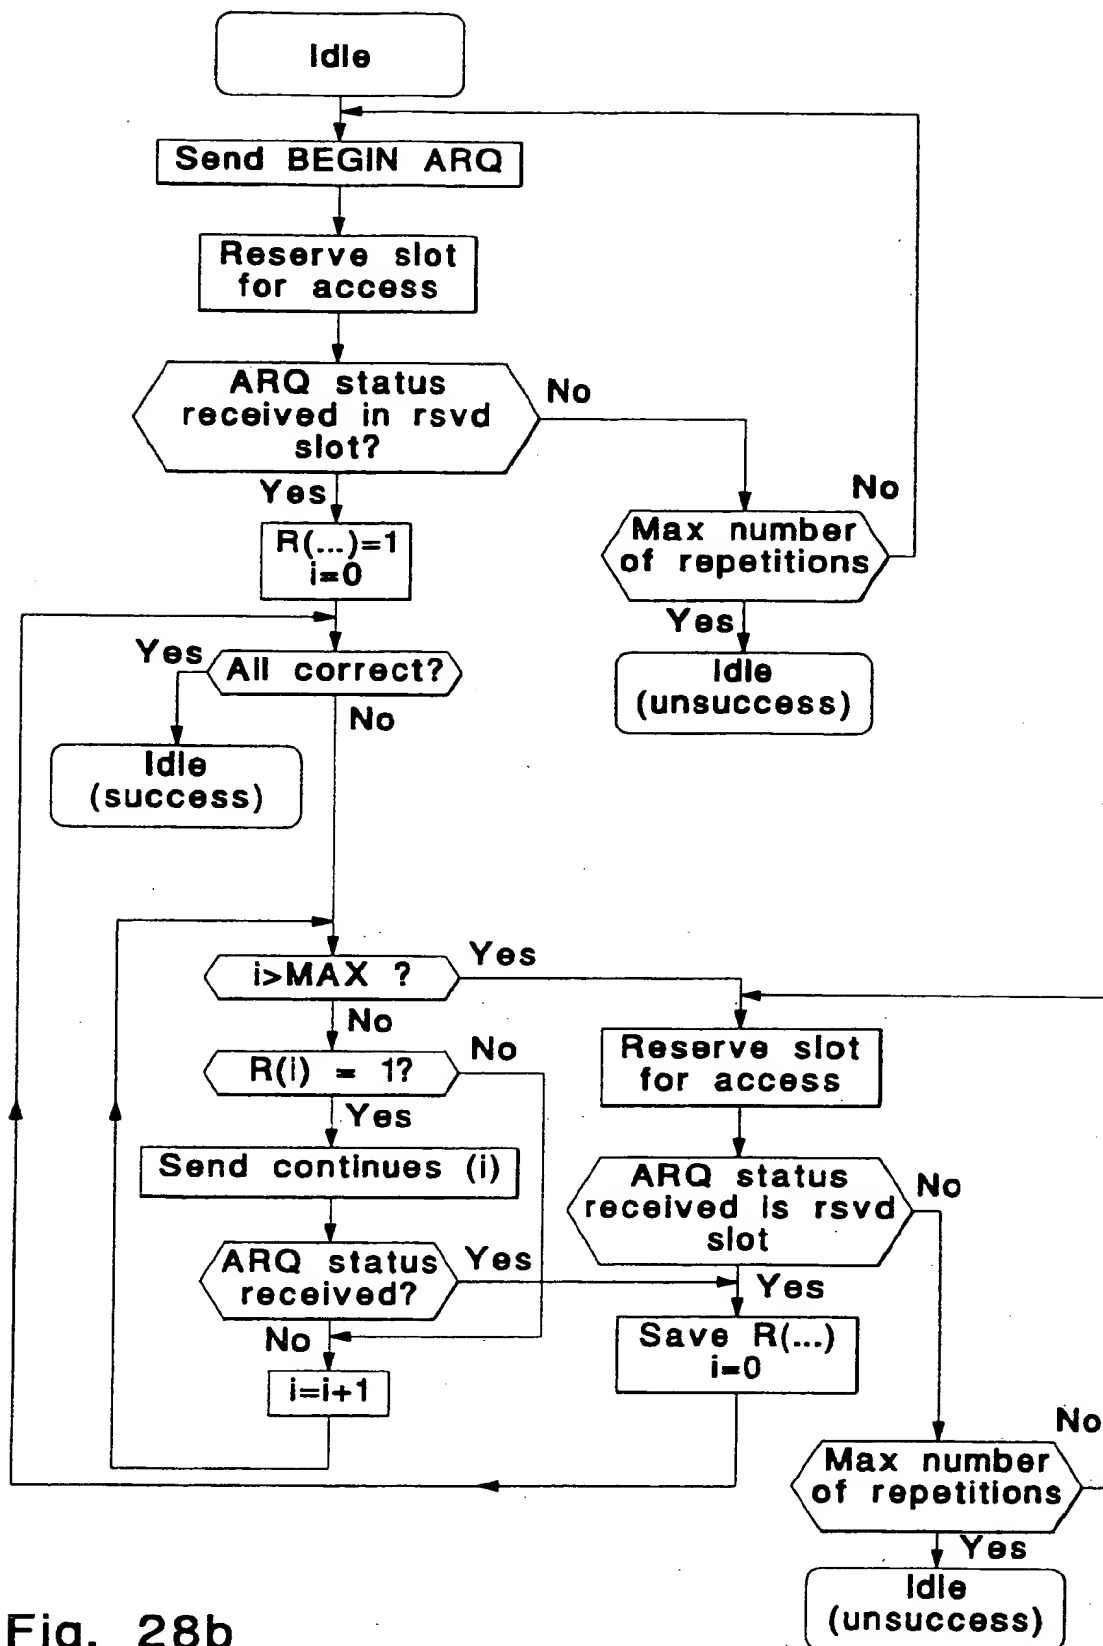 Idle
Send BEGIN ARQ
Reserve slot
for access
ARQ status
received in rsvd
slot?
No
Yes
R(...)=1
i=0
No
Max number
of repetitions
Yes
Idle
(unsuccess)
Yes
All correct?
No
Idle
(success)
i>MAX ?
Yes
No
R(i) = 1?
No
Yes
Send continues (i)
ARQ status
received?
Yes
No
i=i+1
Reserve slot
for access
ARQ status
received is rsvd
slot
No
Yes
Save R(...)
i=0
No
Max number
of repetitions
Yes
Idle
(unsuccess)
Fig. 28b